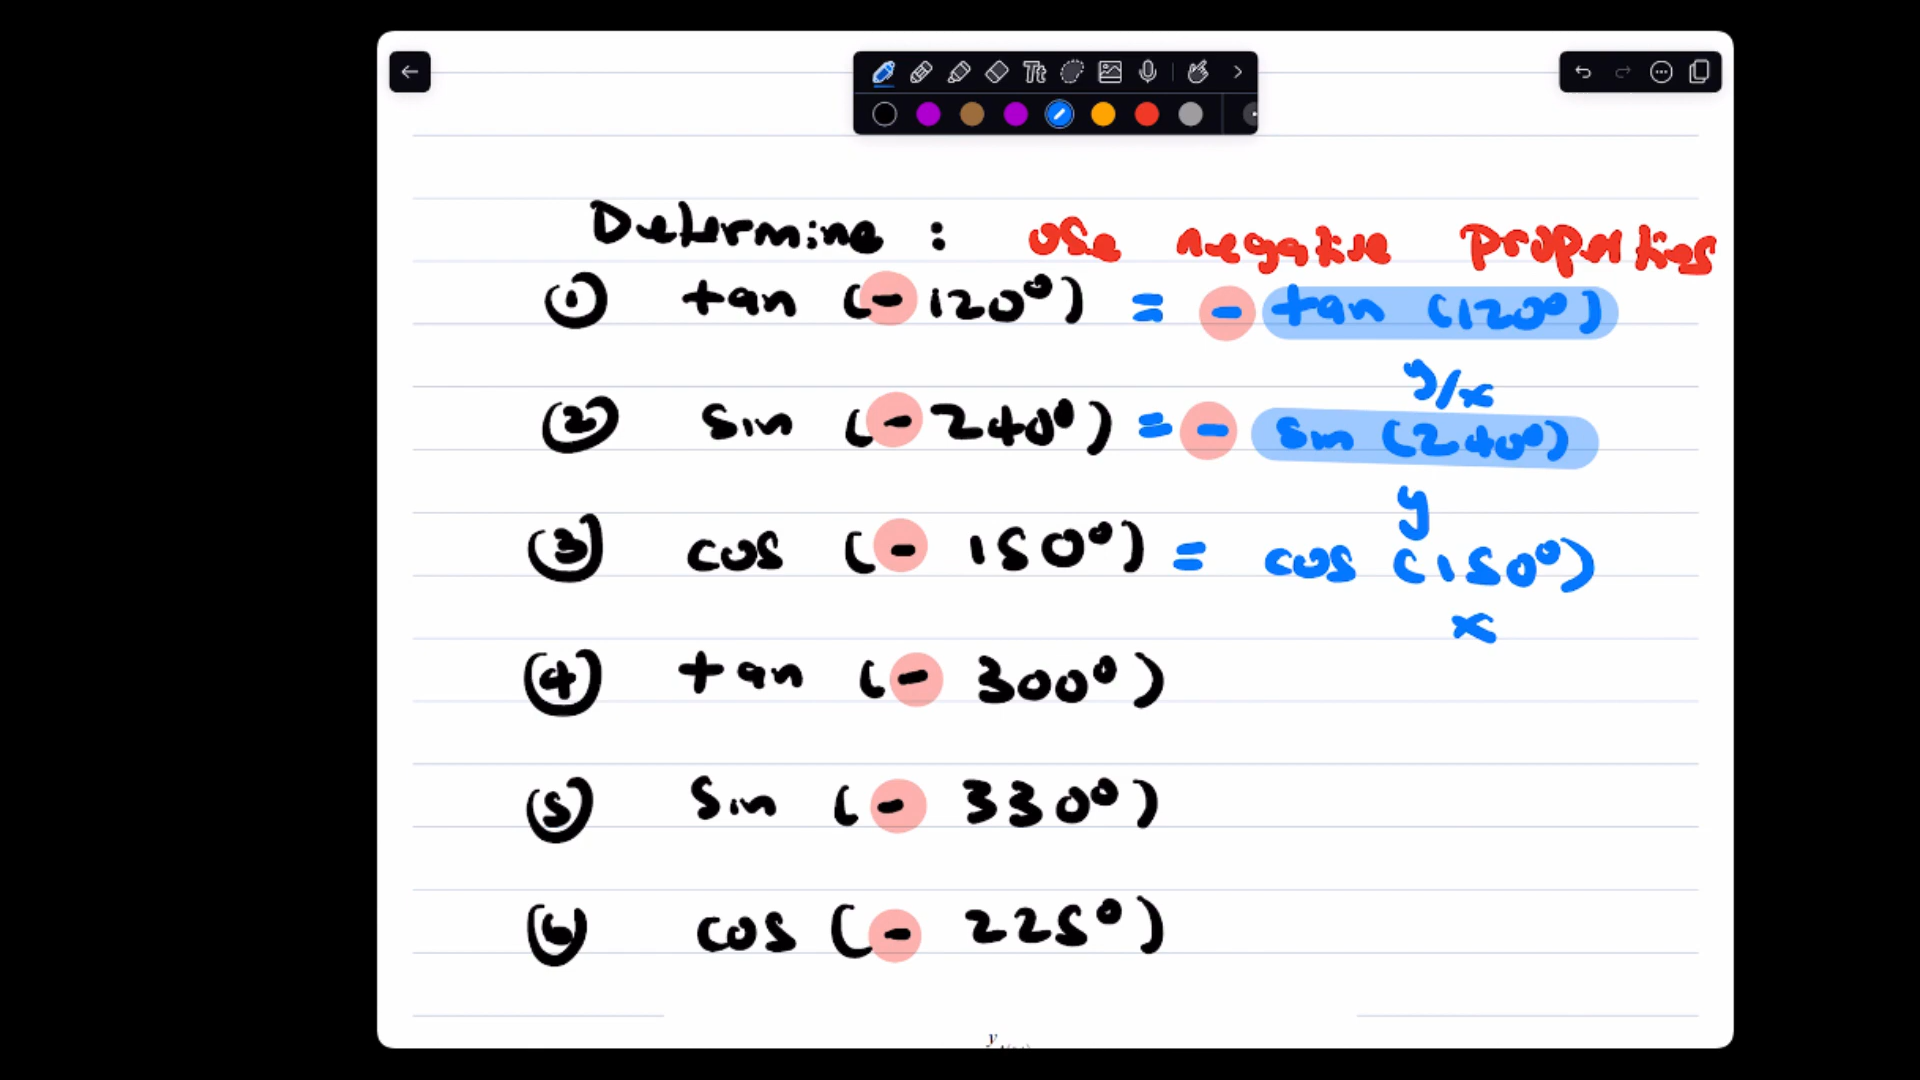 Tt
Determine : use negative properties
① tan (-120°) = - tan (120°)
y/x
② sin (-240°) = - sin (240°)
y
③ cos (- 150°) = cos (150°)
x
④ tan (- 300°)
⑤ sin (- 330°)
⑥ cos (- 225°)
y